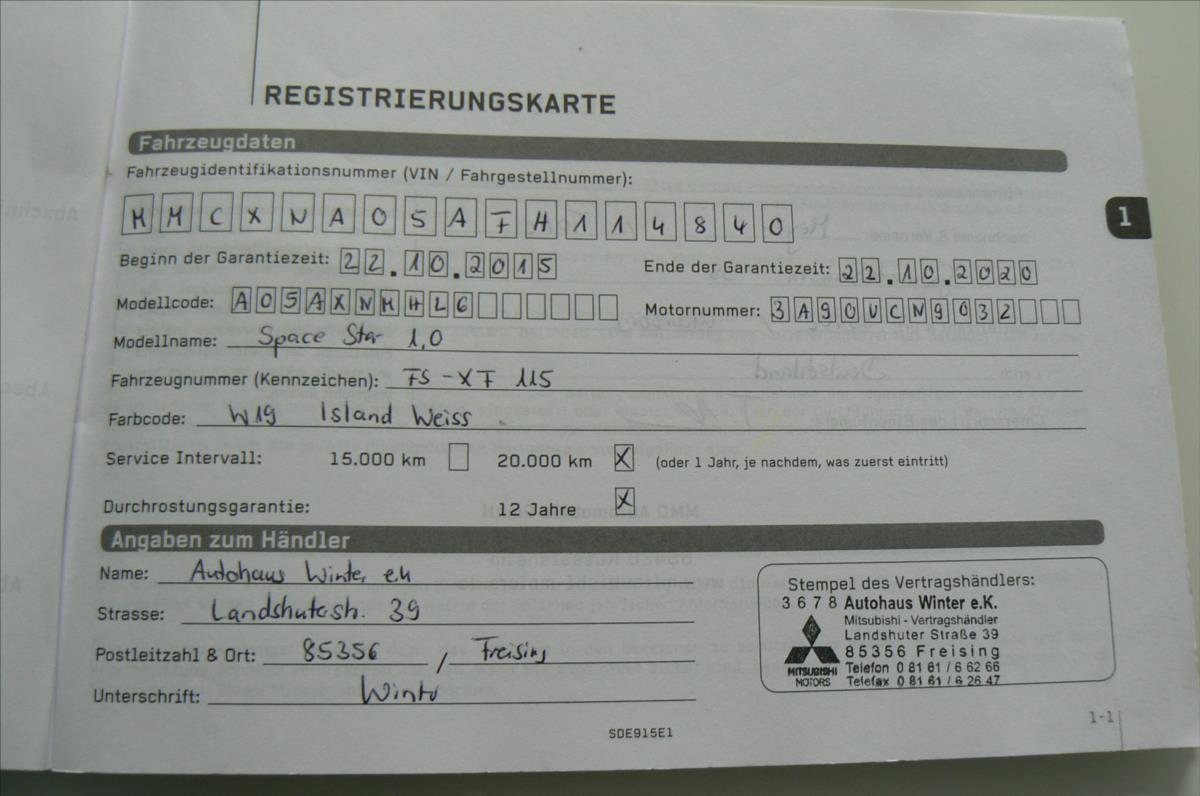 REGISTRIERUNGSKARTE
Fahrzeugdaten
Fahrzeugidentifikationsnummer (VIN / Fahrgestellnummer):
MMCXNA05AFH114840
1
Beginn der Garantiezeit: 22.10.2015 Ende der Garantiezeit: 22.10.2020
Modellcode: A05AXNMHL6 Motornummer: 3A90UCN9032
Modellname: Space Star 1,0
Fahrzeugnummer (Kennzeichen): FS-XF 115
Farbcode: W19 Island Weiss
Service Intervall: 15.000 km 20.000 km X (oder 1 Jahr, je nachdem, was zuerst eintritt)
Durchrostungsgarantie: 12 Jahre X
Angaben zum Händler
Name: Autohaus Winter e.K
Strasse: Landshuterstr. 39
Postleitzahl & Ort: 85356 / Freising
Unterschrift: Winter
Stempel des Vertragshändlers:
3678 Autohaus Winter e.K.
Mitsubishi - Vertragshändler
Landshuter Straße 39
85356 Freising
Telefon 0 81 61 / 6 62 66
Telefax 0 81 61 / 6 26 47
MITSUBISHI
MOTORS
SDE915E1
1-1